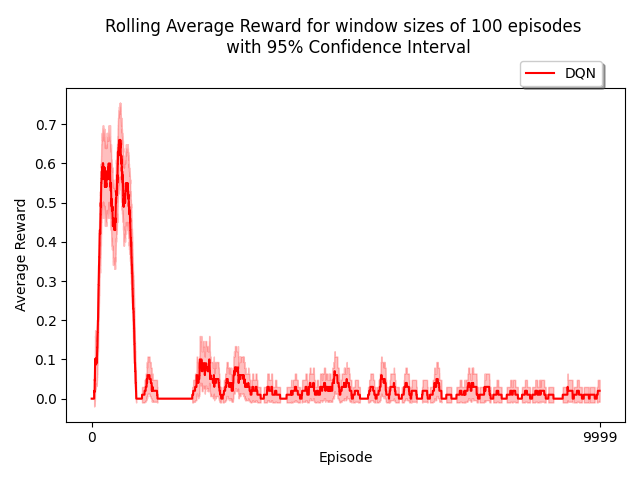 Rolling Average Reward for window sizes of 100 episodes
with 95% Confidence Interval
DQN
0.7
0.6
0.5
0.4
0.3
0.2
0.1
0.0
Average Reward
0
9999
Episode